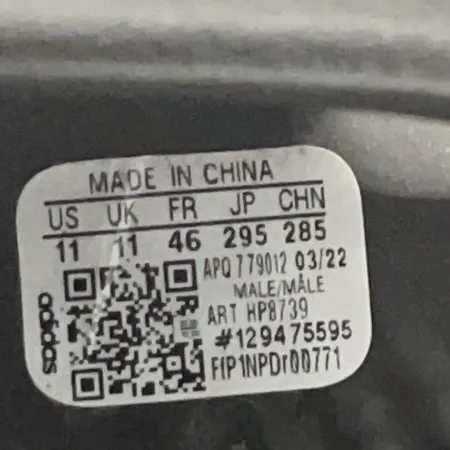 MADE IN CHINA
US UK FR JP CHN
11 11 46 295 285
APQ 779012 03/22
MALE/MÂLE
ART HP8739
#129475595
FIP1NPDr00771
adidas